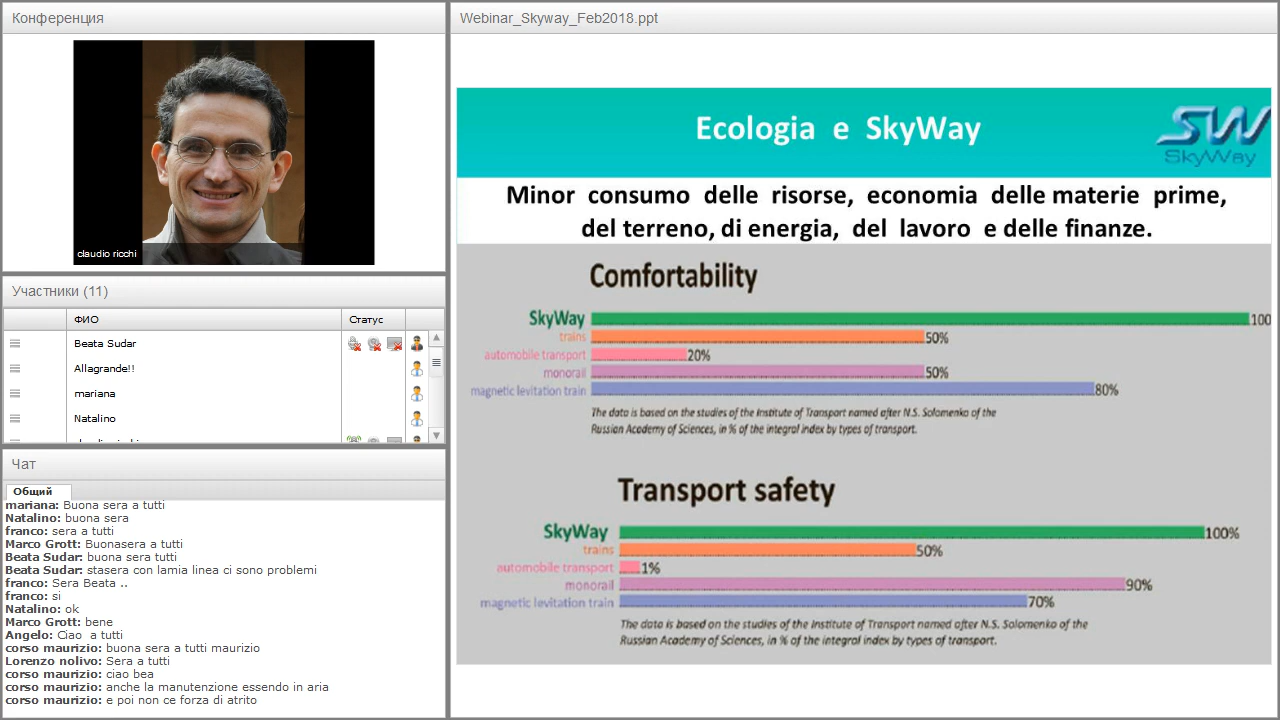 Конференция
claudio ricchi
Участники (11)
ФИО
Статус
Beata Sudar
Allagrande!!
mariana
Natalino
Чат
Общий
mariana: Buona sera a tutti
Natalino: buona sera
franco: sera a tutti
Marco Grott: Buonasera a tutti
Beata Sudar: buona sera tutti
Beata Sudar: stasera con lamia linea ci sono problemi
franco: Sera Beata ..
franco: si
Natalino: ok
Marco Grott: bene
Angelo: Ciao a tutti
corso maurizio: buona sera a tutti maurizio
Lorenzo nolivo: Sera a tutti
corso maurizio: ciao bea
corso maurizio: anche la manutenzione essendo in aria
corso maurizio: e poi non ce forza di atrito
Webinar_Skyway_Feb2018.ppt
Ecologia e SkyWay
SW
SkyWay
Minor consumo delle risorse, economia delle materie prime,
del terreno, di energia, del lavoro e delle finanze.
Comfortability
SkyWay 100
trains 50%
automobile transport 20%
monorail 50%
magnetic levitation train 80%
The data is based on the studies of the Institute of Transport named after N.S. Solomenko of the
Russian Academy of Sciences, in % of the integral index by types of transport.
Transport safety
SkyWay 100%
trains 50%
automobile transport 1%
monorail 90%
magnetic levitation train 70%
The data is based on the studies of the Institute of Transport named after N.S. Solomenko of the
Russian Academy of Sciences, in % of the integral index by types of transport.